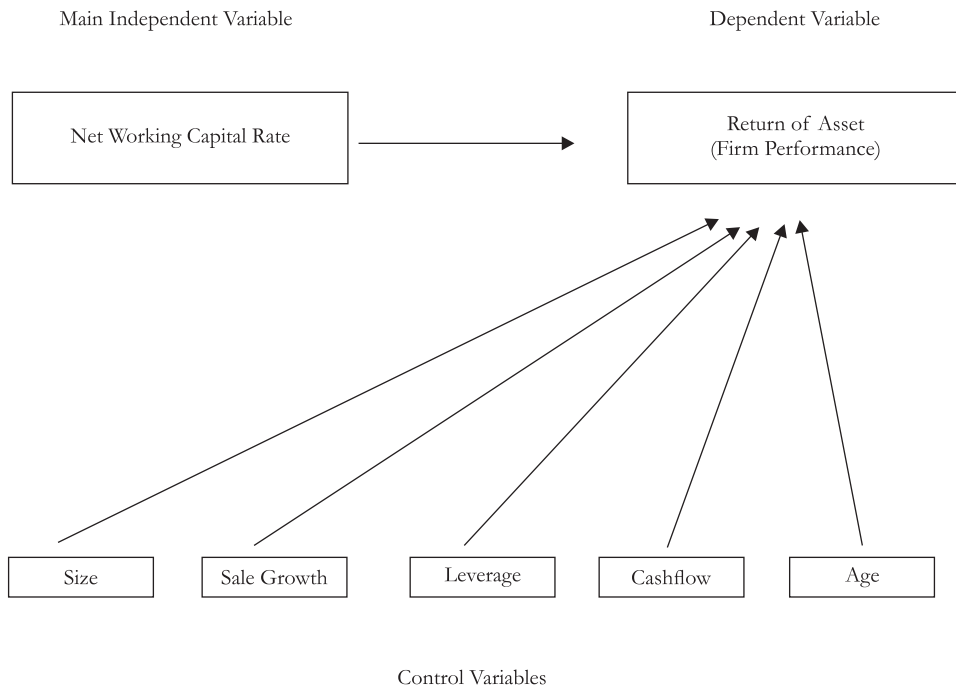 Main Independent Variable
Dependent Variable
Net Working Capital Rate
Return of Asset
(Firm Performance)
Size
Sale Growth
Leverage
Cashflow
Age
Control Variables